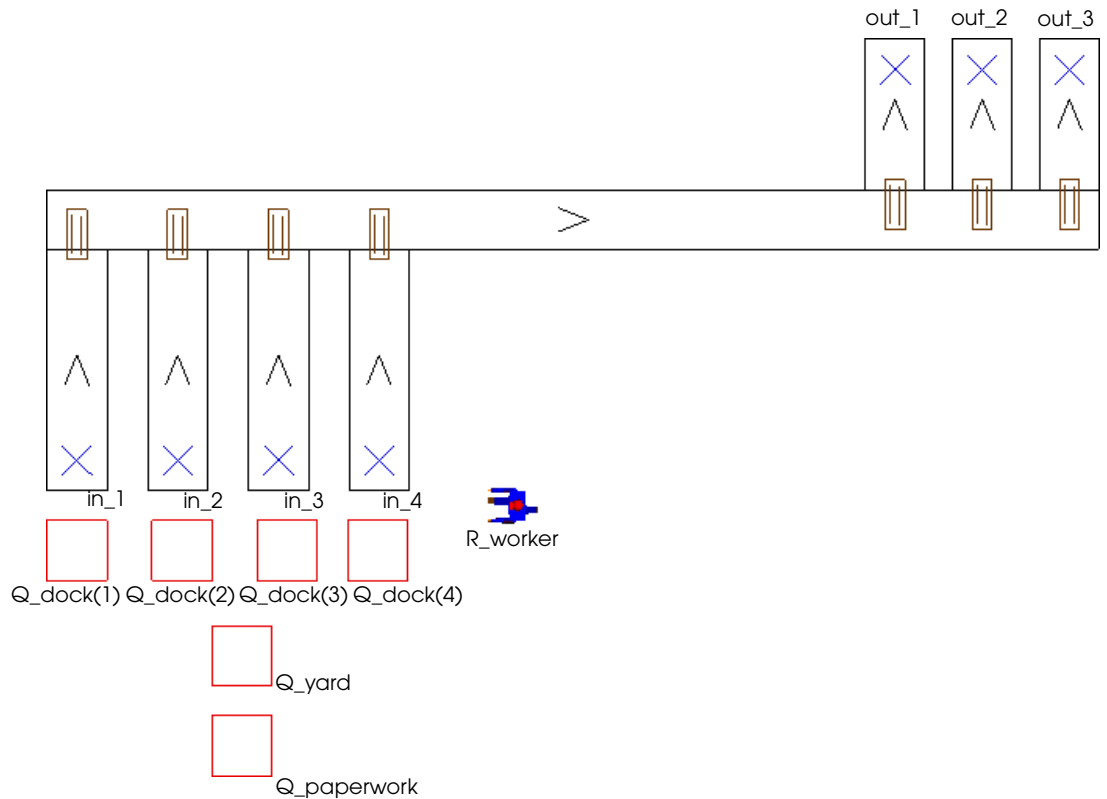 out_1 out_2 out_3
in_1 in_2 in_3 in_4
R_worker
Q_dock(1) Q_dock(2) Q_dock(3) Q_dock(4)
Q_yard
Q_paperwork